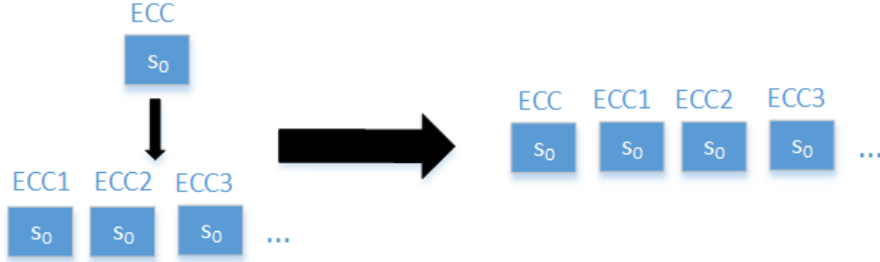 ECC
s₀
ECC1 ECC2 ECC3
s₀ s₀ s₀ ...
ECC ECC1 ECC2 ECC3
s₀ s₀ s₀ s₀ ...